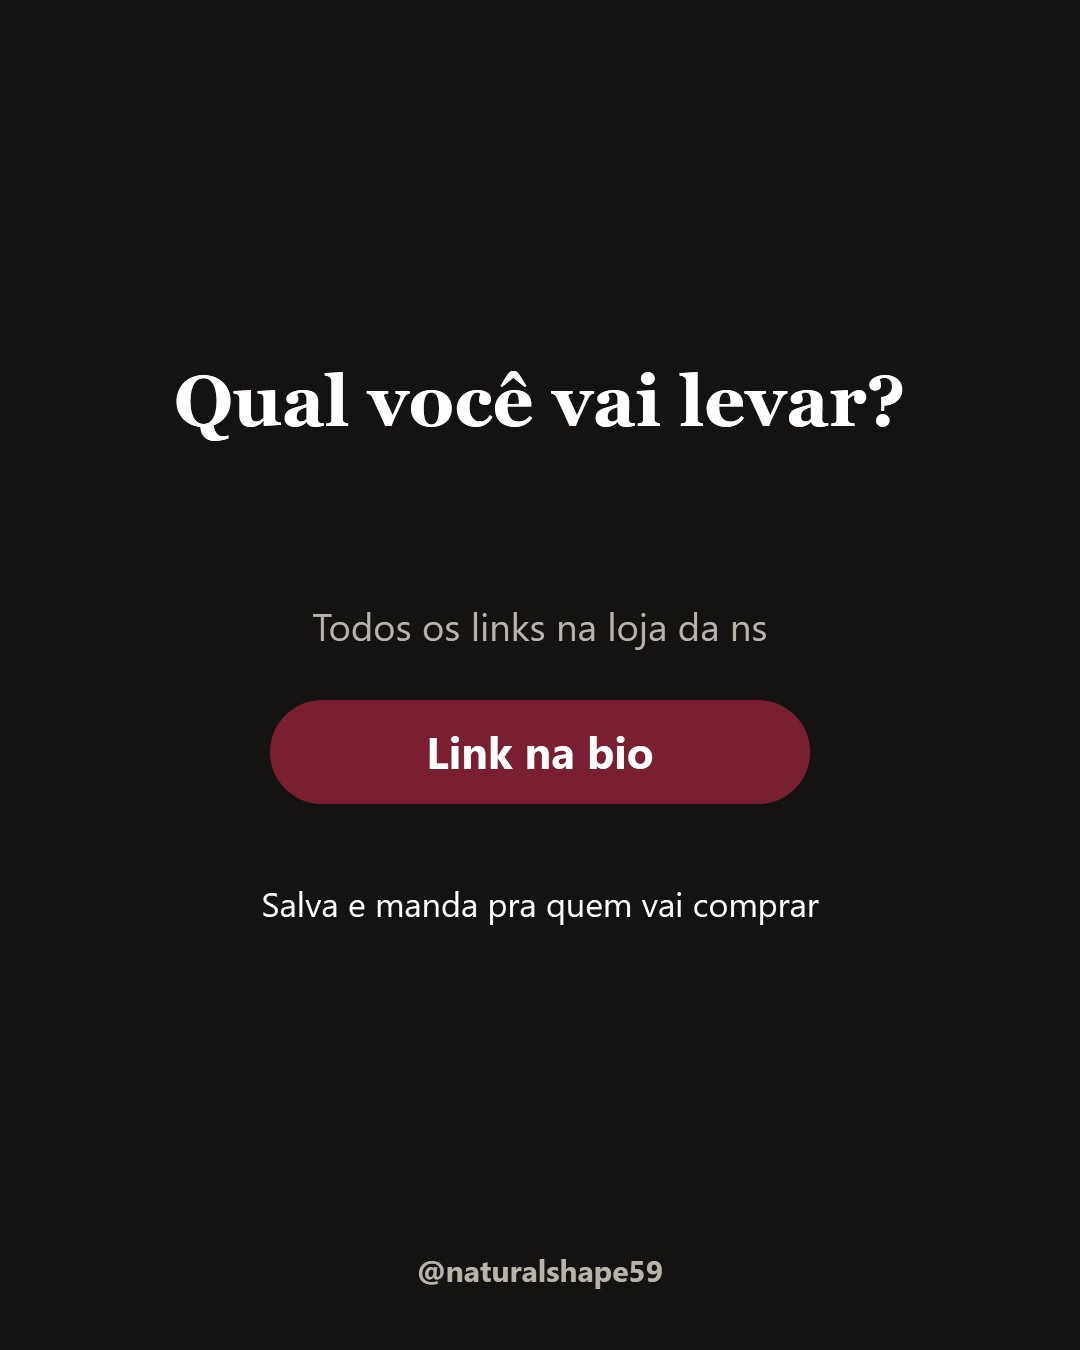 Qual você vai levar?
Todos os links na loja da ns
Link na bio
Salva e manda pra quem vai comprar
@naturalshape59